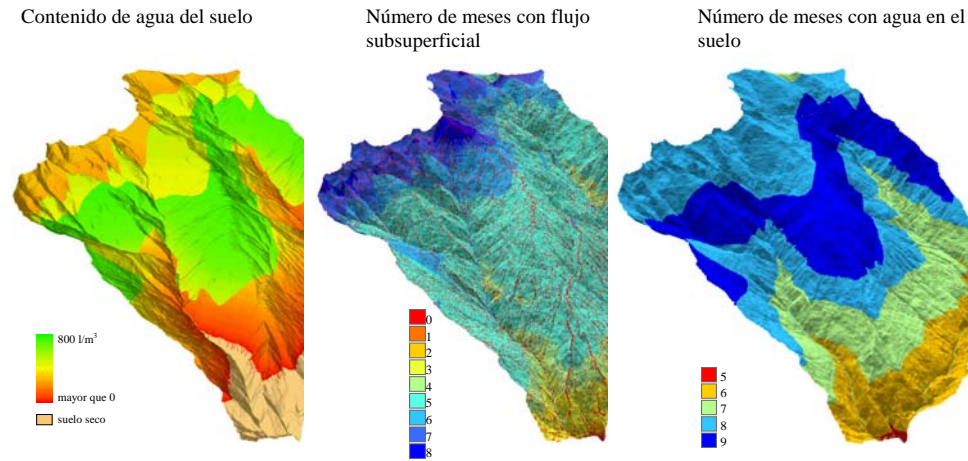 Contenido de agua del suelo
Número de meses con flujo
subsuperficial
Número de meses con agua en el
suelo
800 l/m³
mayor que 0
suelo seco
0
1
2
3
4
5
6
7
8
5
6
7
8
9